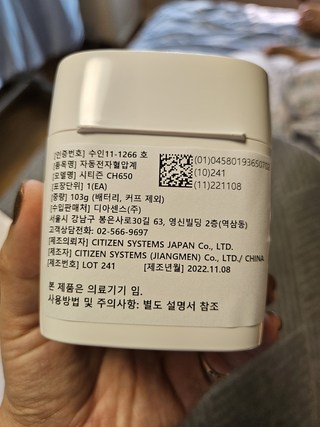 [인증번호] 수인11-1266 호
[품목명] 자동전자혈압계
[모델명] 시티즌 CH650
[포장단위] 1(EA)
[중량] 103g (배터리, 커프 제외)
(01)04580193650702
(10)241
(11)221108
[수입판매처] 디아센스(주)
서울시 강남구 봉은사로30길 63, 영신빌딩 2층(역삼동)
고객상담전화: 02-566-9697
[제조의뢰자] CITIZEN SYSTEMS JAPAN Co., LTD.
[제조자] CITIZEN SYSTEMS (JIANGMEN) Co., LTD./ CHINA
[제조번호] LOT 241 [제조년월] 2022.11.08
본 제품은 의료기기 임.
사용방법 및 주의사항: 별도 설명서 참조